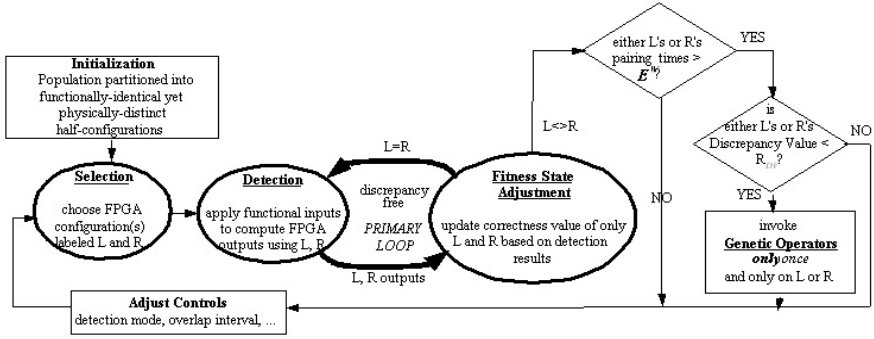 Initialization
Population partitioned into
functionally-identical yet
physically-distinct
half-configurations
Selection
choose FPGA
configuration(s)
labeled L and R
Detection
apply functional inputs
to compute FPGA
outputs using L, R
L=R
discrepancy
free
PRIMARY
LOOP
L, R outputs
Fitness State
Adjustment
update correctness value of only
L and R based on detection
results
L<>R
either L's or R's
pairing times >
E ?
YES
NO
is
either L's or R's
Discrepancy Value <
R ?
NO
YES
invoke
Genetic Operators
only once
and only on L or R
Adjust Controls
detection mode, overlap interval, ...